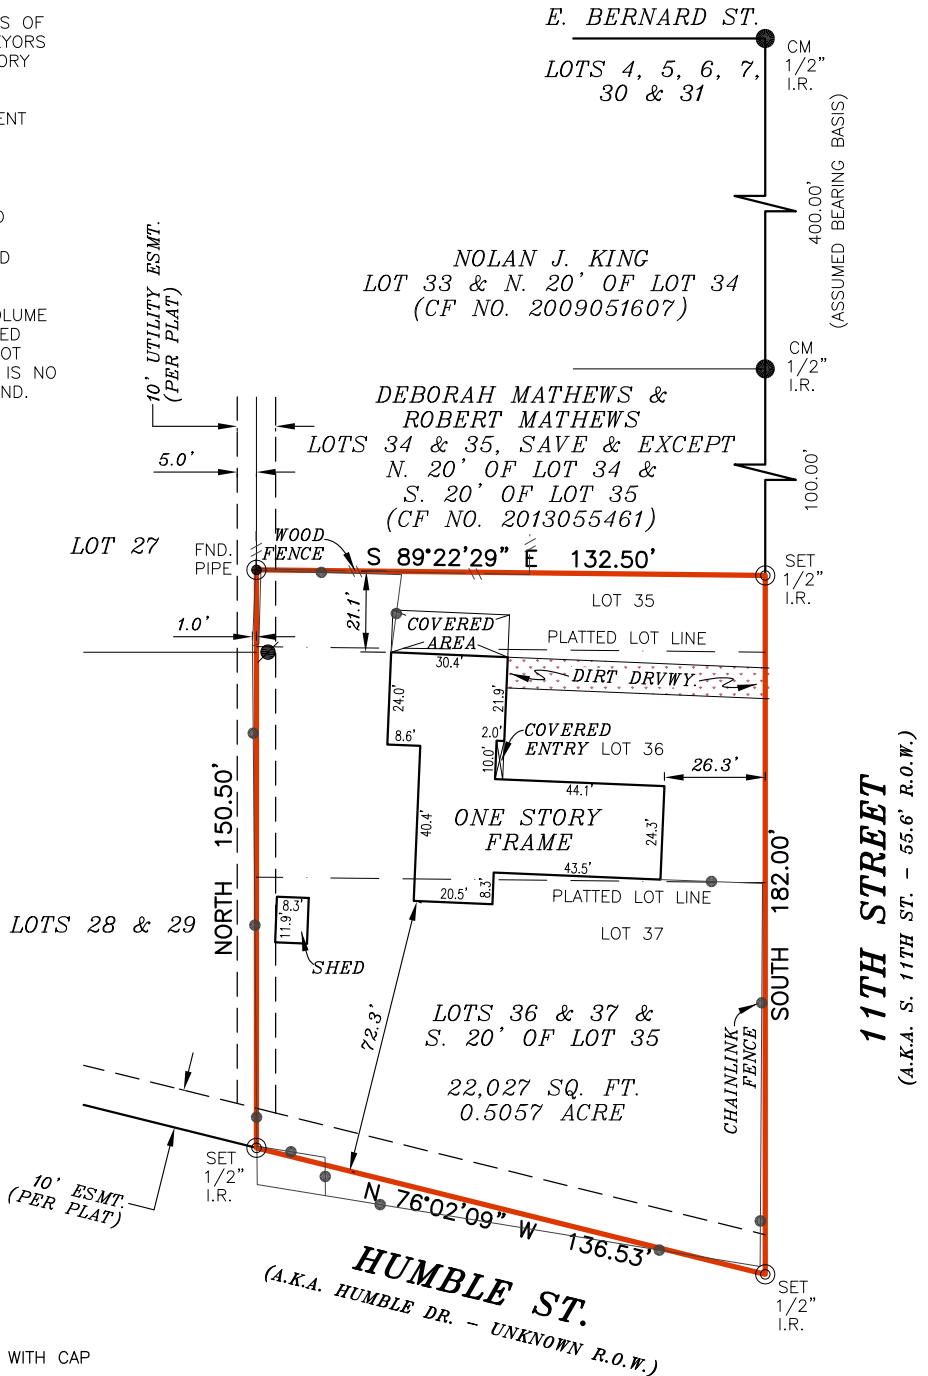 S OF
EYORS
ORY
ENT
D
D
OLUME
ED
OT
IS NO
ND.
E. BERNARD ST.
CM
1/2"
I.R.
LOTS 4, 5, 6, 7,
30 & 31
400.00'
(ASSUMED BEARING BASIS)
10' UTILITY ESMT.
(PER PLAT)
NOLAN J. KING
LOT 33 & N. 20' OF LOT 34
(CF NO. 2009051607)
CM
1/2"
I.R.
DEBORAH MATHEWS &
ROBERT MATHEWS
LOTS 34 & 35, SAVE & EXCEPT
N. 20' OF LOT 34 &
S. 20' OF LOT 35
(CF NO. 2013055461)
100.00'
5.0'
LOT 27
FND.
PIPE
WOOD
FENCE
S 89°22'29" E 132.50'
SET
1/2"
I.R.
LOT 35
21.1'
1.0'
COVERED
AREA
PLATTED LOT LINE
30.4'
DIRT DRVWY.
24.0'
21.9'
8.6'
2.0'
10.0'
COVERED
ENTRY
LOT 36
26.3'
44.1'
40.4'
ONE STORY
FRAME
24.3'
43.5'
8.3'
20.5'
PLATTED LOT LINE
LOT 37
NORTH 150.50'
SOUTH 182.00'
11TH STREET
(A.K.A. S. 11TH ST. - 55.6' R.O.W.)
LOTS 28 & 29
8.3'
11.9'
SHED
72.3'
LOTS 36 & 37 &
S. 20' OF LOT 35
22,027 SQ. FT.
0.5057 ACRE
CHAINLINK
FENCE
SET
1/2"
I.R.
10' ESMT.
(PER PLAT)
N 76°02'09" W 136.53'
HUMBLE ST.
(A.K.A. HUMBLE DR. - UNKNOWN R.O.W.)
SET
1/2"
I.R.
WITH CAP